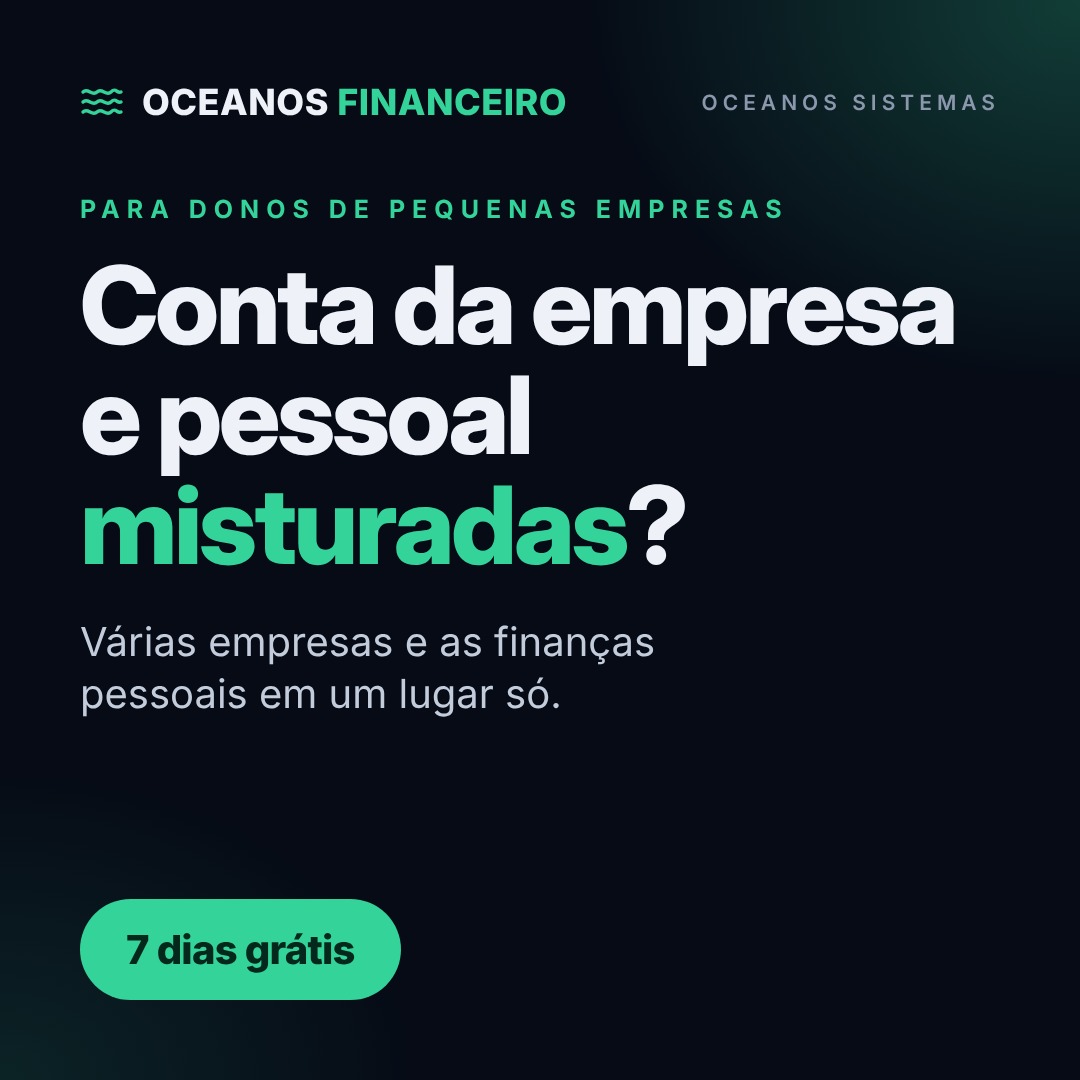 OCEANOS FINANCEIRO
OCEANOS SISTEMAS
PARA DONOS DE PEQUENAS EMPRESAS
Conta da empresa
e pessoal
misturadas?
Várias empresas e as finanças
pessoais em um lugar só.
7 dias grátis